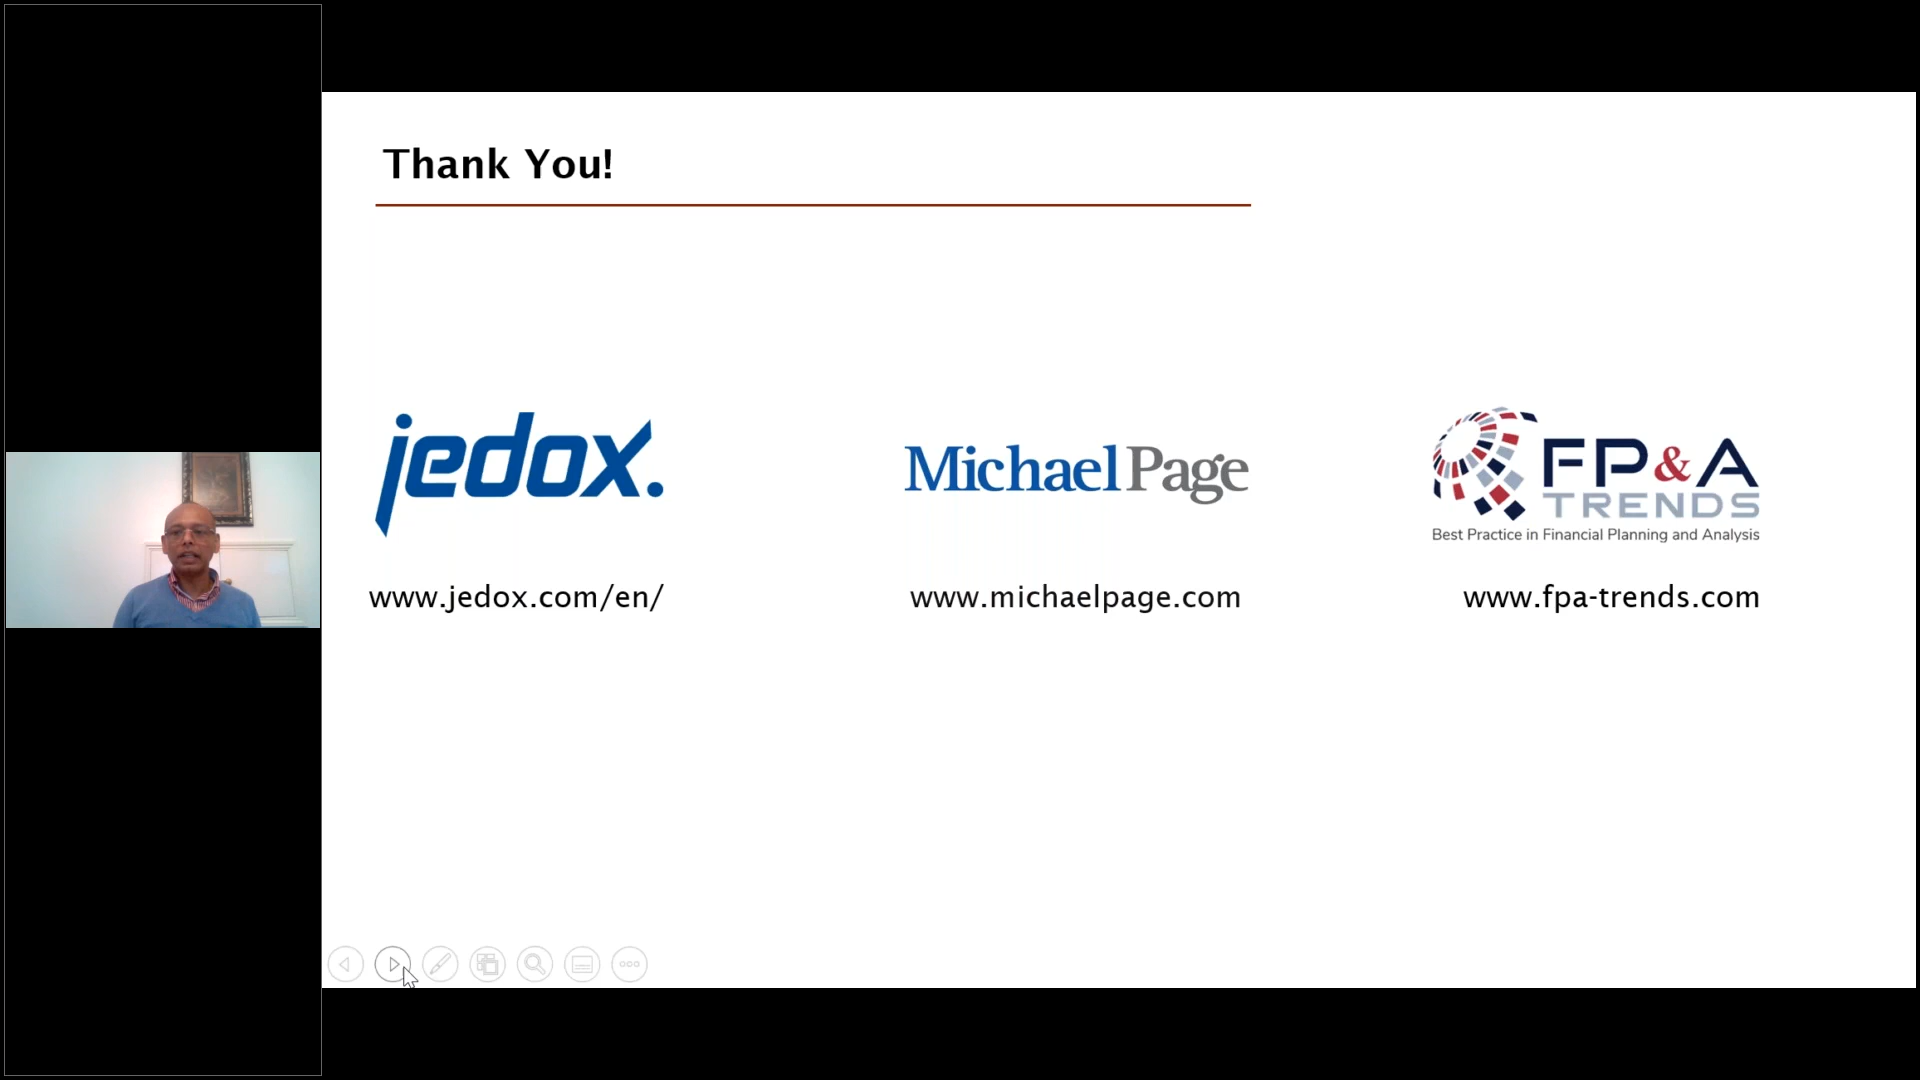 Thank You!
jedox.
Michael Page
FP&A
TRENDS
Best Practice in Financial Planning and Analysis
www.jedox.com/en/
www.michaelpage.com
www.fpa-trends.com